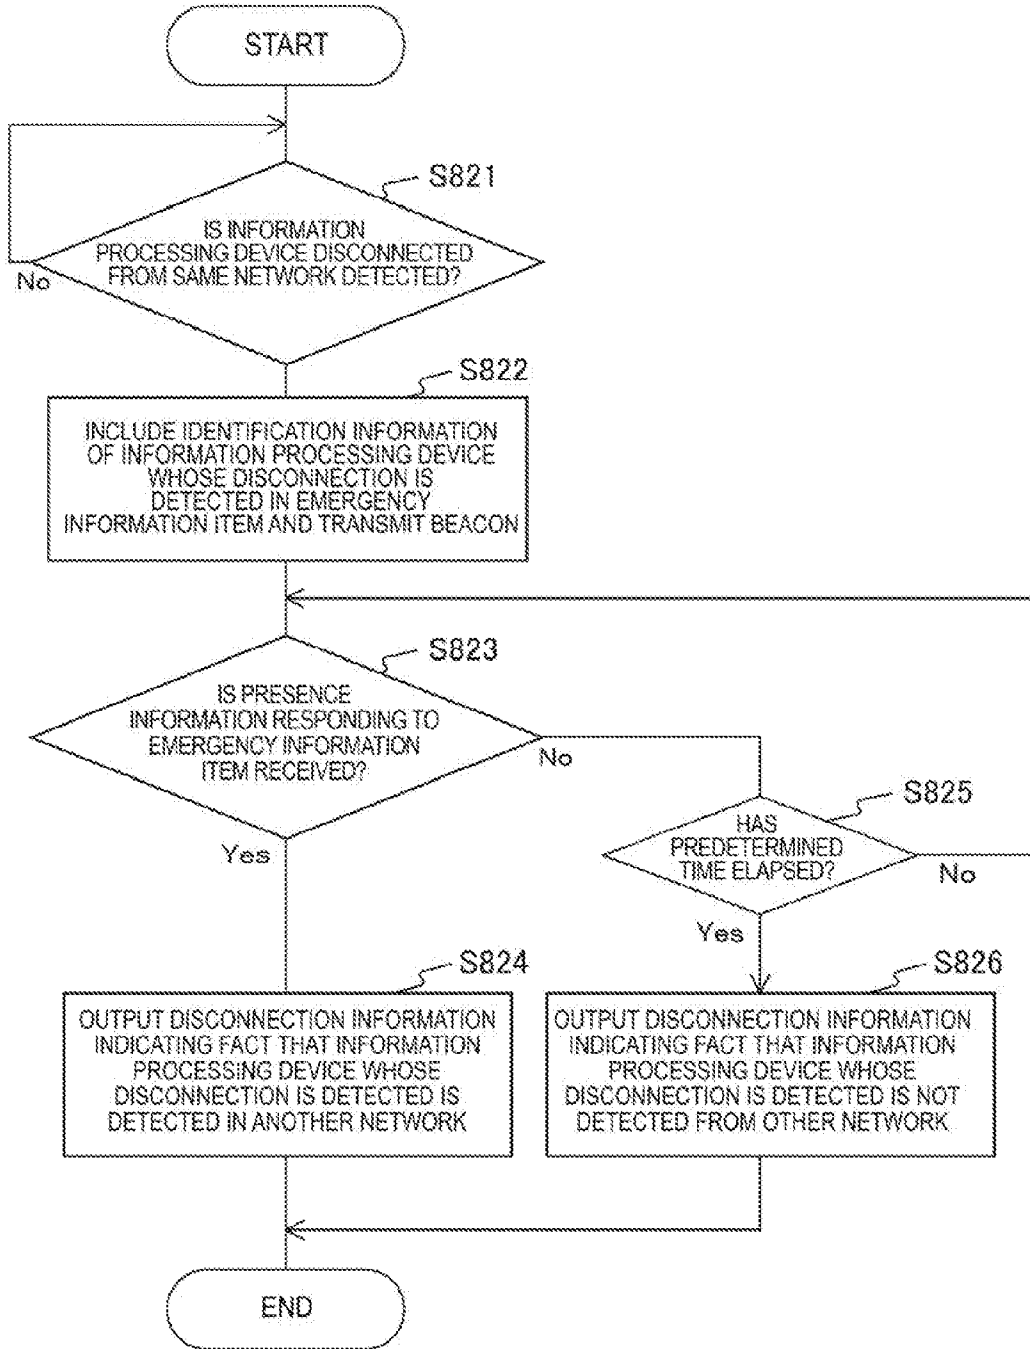 START
S821
IS INFORMATION
PROCESSING DEVICE DISCONNECTED
FROM SAME NETWORK DETECTED?
No
S822
INCLUDE IDENTIFICATION INFORMATION
OF INFORMATION PROCESSING DEVICE
WHOSE DISCONNECTION IS
DETECTED IN EMERGENCY
INFORMATION ITEM AND TRANSMIT BEACON
S823
IS PRESENCE
INFORMATION RESPONDING TO
EMERGENCY INFORMATION
ITEM RECEIVED?
No
Yes
S825
HAS
PREDETERMINED
TIME ELAPSED?
No
Yes
S824
OUTPUT DISCONNECTION INFORMATION
INDICATING FACT THAT INFORMATION
PROCESSING DEVICE WHOSE
DISCONNECTION IS DETECTED IS
DETECTED IN ANOTHER NETWORK
S826
OUTPUT DISCONNECTION INFORMATION
INDICATING FACT THAT INFORMATION
PROCESSING DEVICE WHOSE
DISCONNECTION IS DETECTED IS NOT
DETECTED FROM OTHER NETWORK
END